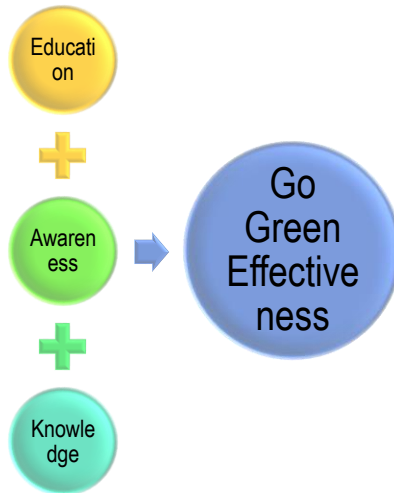 Educati
on
Awaren
ess
Knowle
dge
Go
Green
Effective
ness